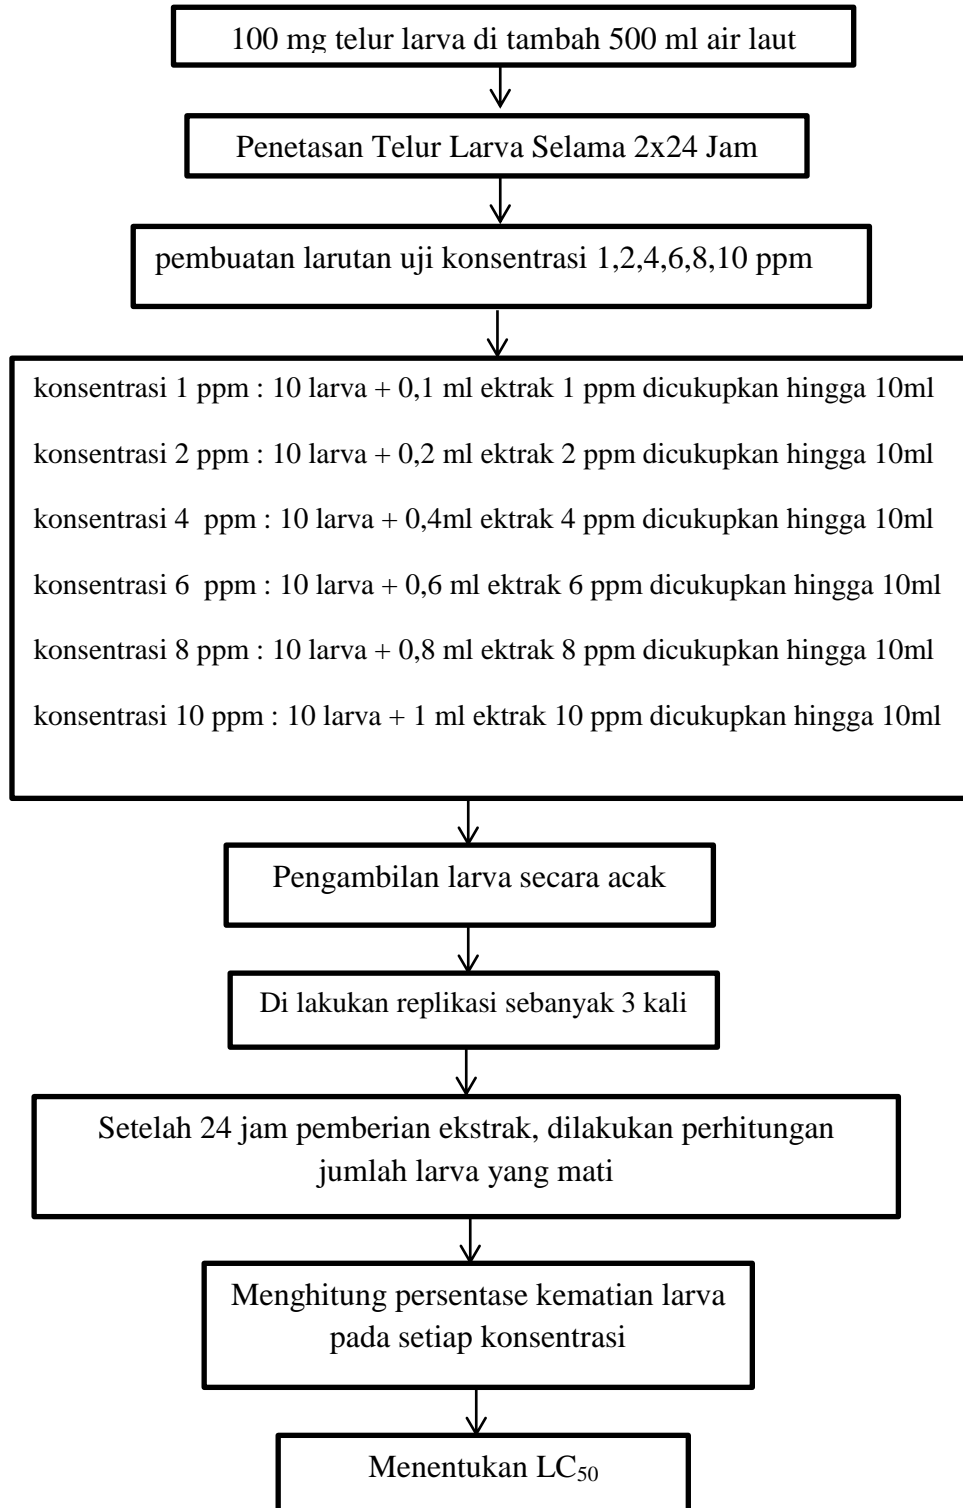 100 mg telur larva di tambah 500 ml air laut
Penetasan Telur Larva Selama 2x24 Jam
pembuatan larutan uji konsentrasi 1,2,4,6,8,10 ppm
konsentrasi 1 ppm : 10 larva + 0,1 ml ektrak 1 ppm dicukupkan hingga 10ml
konsentrasi 2 ppm : 10 larva + 0,2 ml ektrak 2 ppm dicukupkan hingga 10ml
konsentrasi 4 ppm : 10 larva + 0,4ml ektrak 4 ppm dicukupkan hingga 10ml
konsentrasi 6 ppm : 10 larva + 0,6 ml ektrak 6 ppm dicukupkan hingga 10ml
konsentrasi 8 ppm : 10 larva + 0,8 ml ektrak 8 ppm dicukupkan hingga 10ml
konsentrasi 10 ppm : 10 larva + 1 ml ektrak 10 ppm dicukupkan hingga 10ml
Pengambilan larva secara acak
Di lakukan replikasi sebanyak 3 kali
Setelah 24 jam pemberian ekstrak, dilakukan perhitungan
jumlah larva yang mati
Menghitung persentase kematian larva
pada setiap konsentrasi
Menentukan LC₅₀